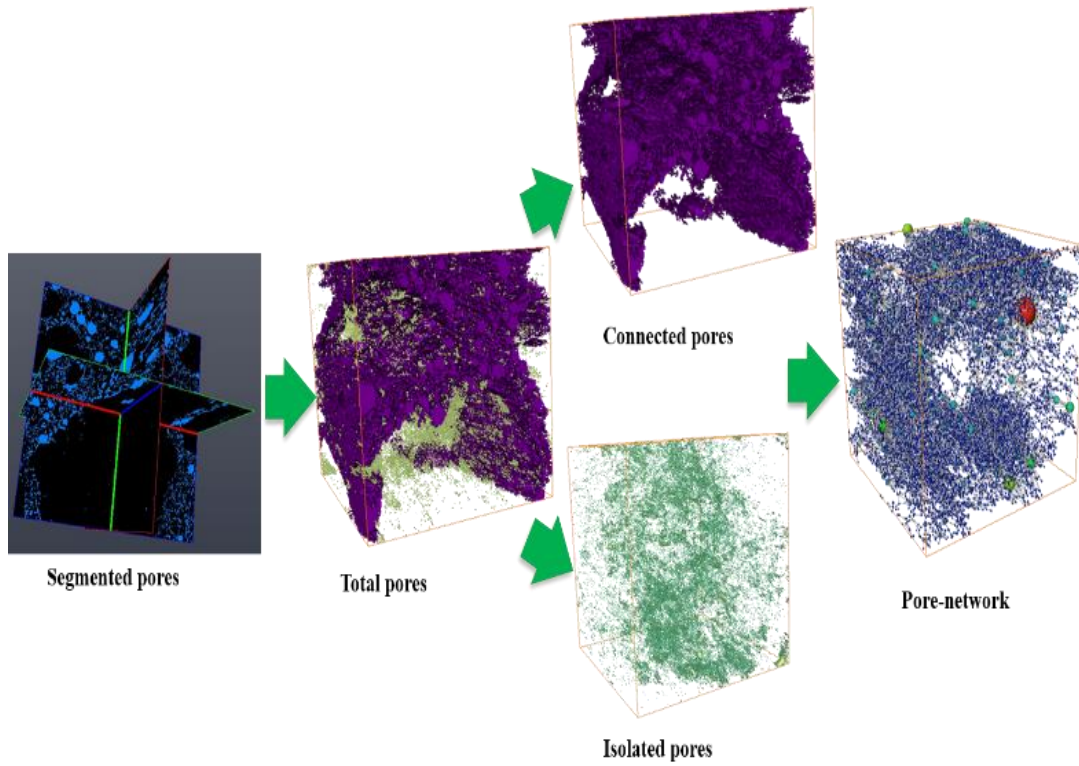 Connected pores
Segmented pores
Total pores
Pore-network
Isolated pores